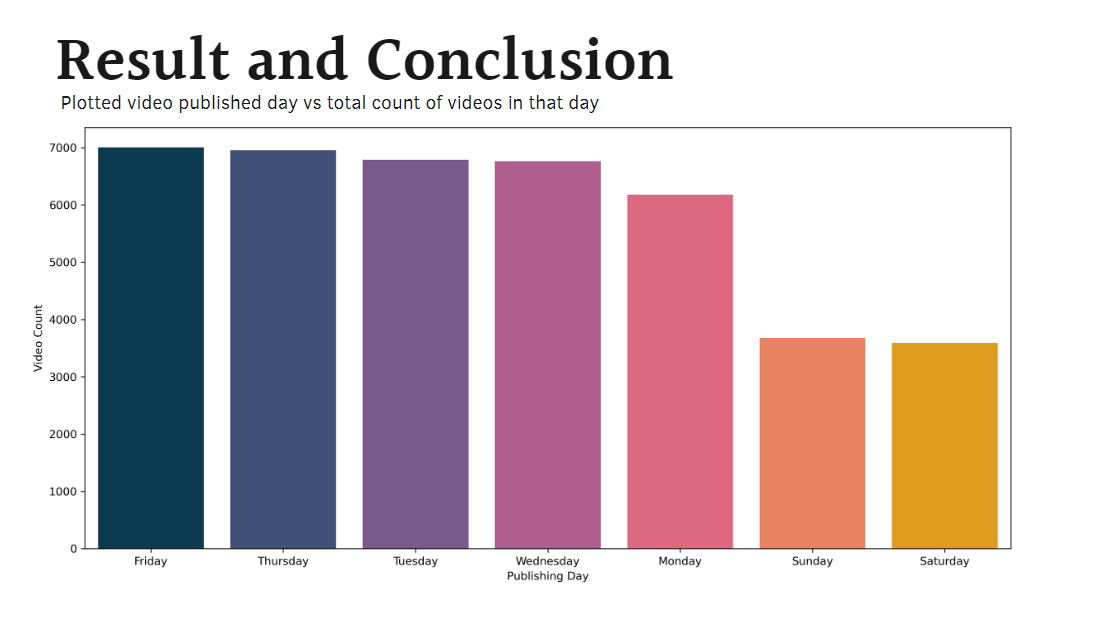 Result and Conclusion
Plotted video published day vs total count of videos in that day
7000
6000
5000
4000
3000
2000
1000
0
Video Count
Friday Thursday Tuesday Wednesday Monday Sunday Saturday
Publishing Day